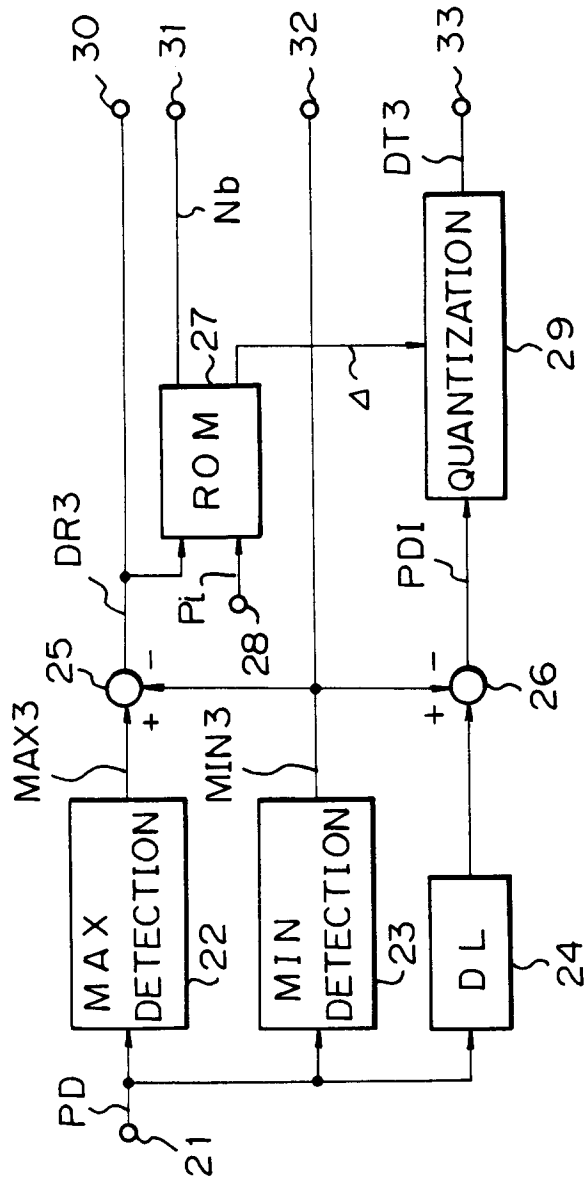 30
31
32
33
DR3
Nb
DT3
MAX3
25
ROM
27
Pi
28
Δ
MAX
DETECTION
22
+
-
MIN3
MIN
DETECTION
23
+
-
26
PDI
QUANTIZATION
29
PD
21
DL
24